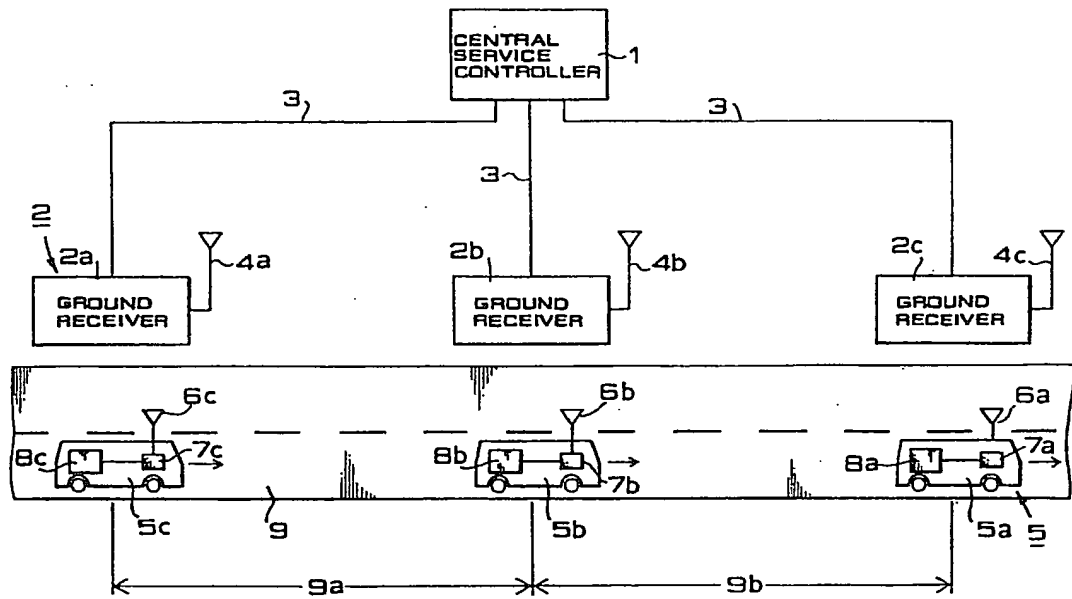 CENTRAL
SERVICE
CONTROLLER
1
3
3
3
2
2a
4a
2b
4b
2c
4c
GROUND
RECEIVER
GROUND
RECEIVER
GROUND
RECEIVER
6c
6b
6a
8c
7c
8b
7b
8a
7a
5c
9
5b
5a
5
9a
9b